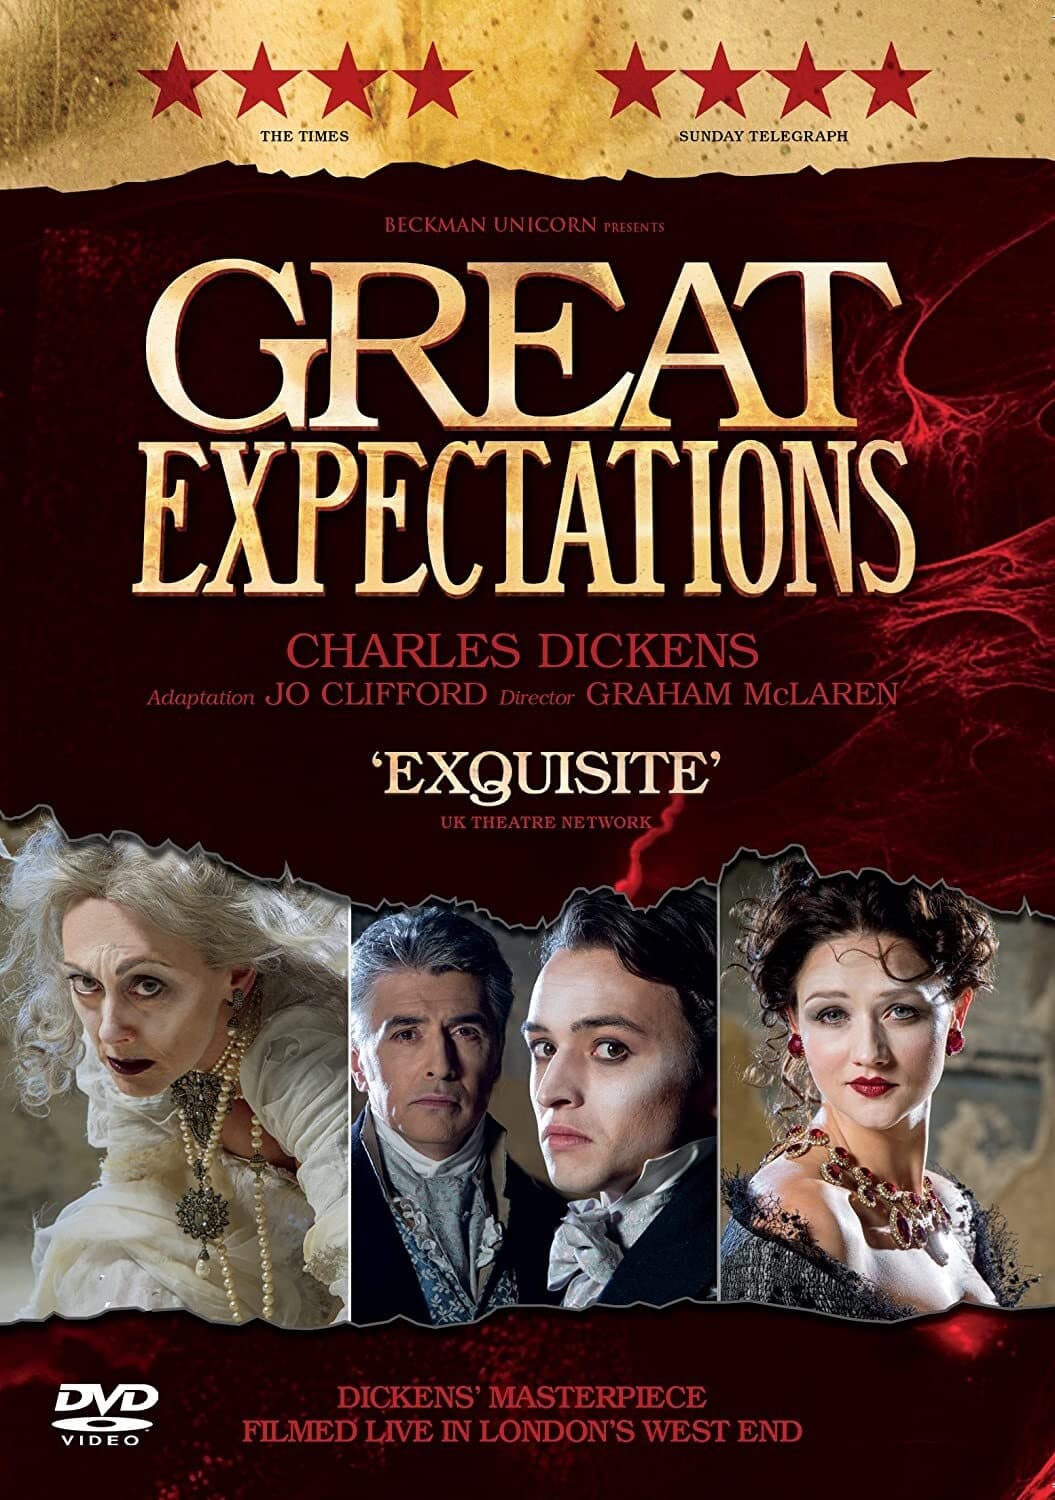 THE TIMES
SUNDAY TELEGRAPH
BECKMAN UNICORN PRESENTS
GREAT
EXPECTATIONS
CHARLES DICKENS
Adaptation JO CLIFFORD Director GRAHAM McLAREN
‘EXQUISITE’
UK THEATRE NETWORK
DICKENS’ MASTERPIECE
FILMED LIVE IN LONDON’S WEST END
DVD
VIDEO